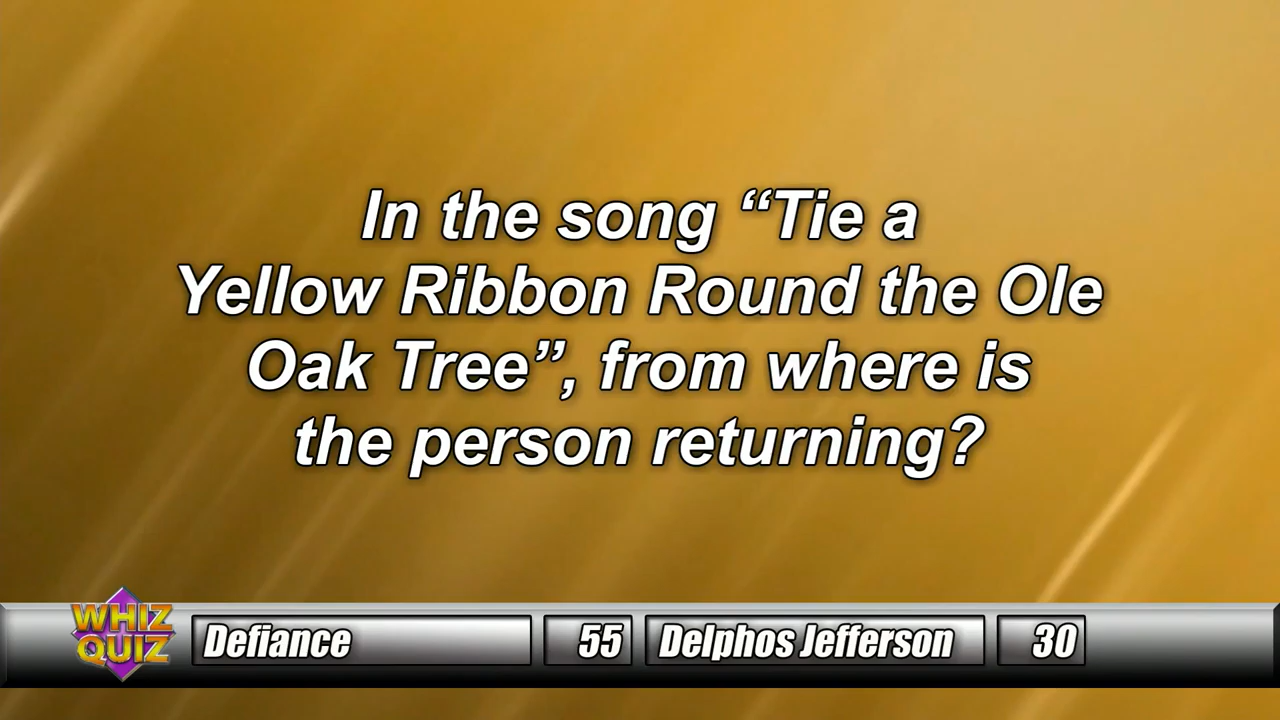 In the song “Tie a
Yellow Ribbon Round the Ole
Oak Tree”, from where is
the person returning?
WHIZ
QUIZ
Defiance 55 Delphos Jefferson 30